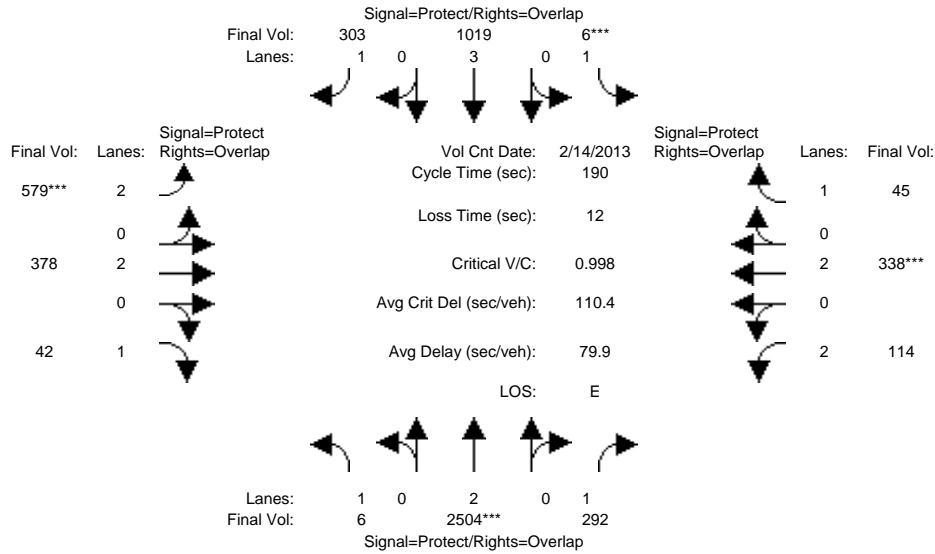 Signal=Protect/Rights=Overlap
Final Vol: 303 1019 6***
Lanes: 1 0 3 0 1
Signal=Protect
Final Vol: Lanes: Rights=Overlap
Vol Cnt Date: 2/14/2013
Signal=Protect
Rights=Overlap Lanes: Final Vol:
Cycle Time (sec): 190
579*** 2
1 45
Loss Time (sec): 12
0
0
378 2
Critical V/C: 0.998
2 338***
0
Avg Crit Del (sec/veh): 110.4
0
42 1
Avg Delay (sec/veh): 79.9
2 114
LOS: E
Lanes: 1 0 2 0 1
Final Vol: 6 2504*** 292
Signal=Protect/Rights=Overlap